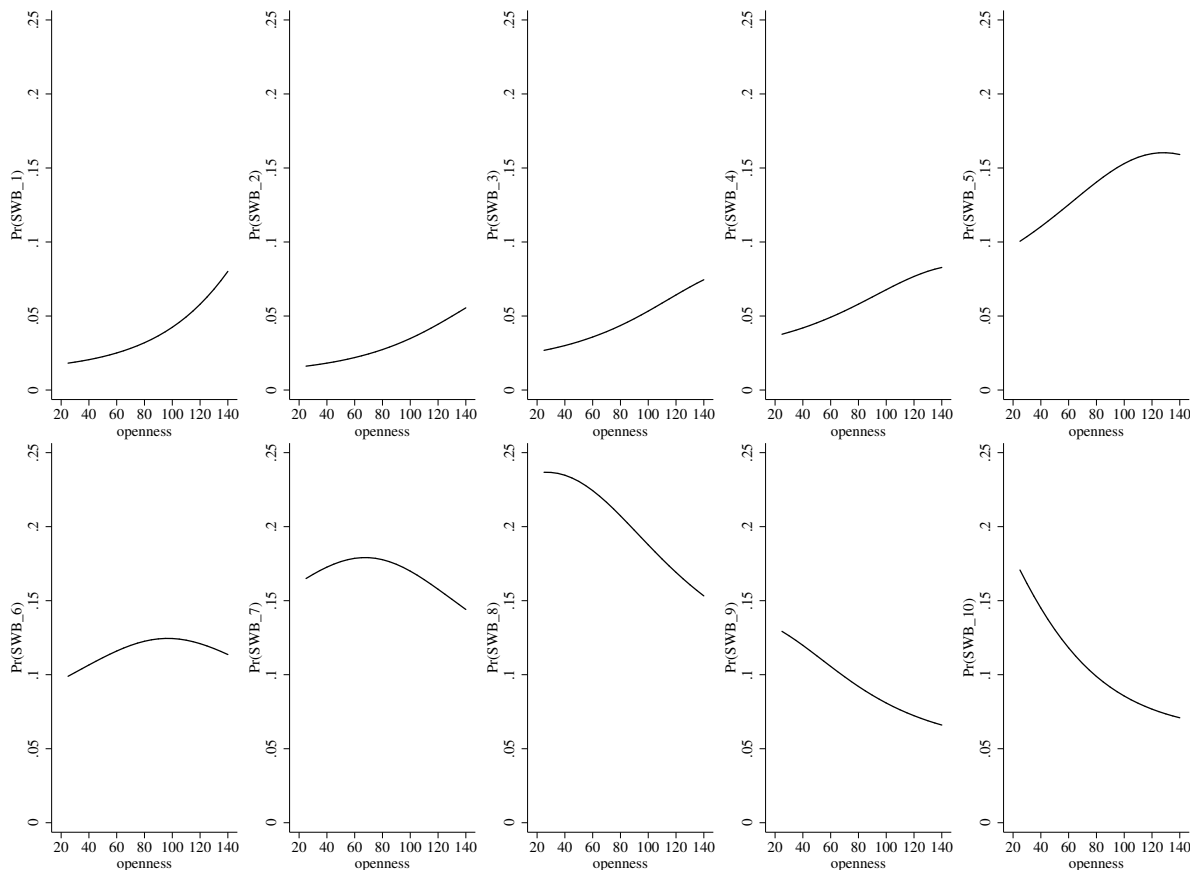 Pr(SWB_1)
0 .05 .1 .15 .2 .25
20 40 60 80 100 120 140
openness
Pr(SWB_2)
0 .05 .1 .15 .2 .25
20 40 60 80 100 120 140
openness
Pr(SWB_3)
0 .05 .1 .15 .2 .25
20 40 60 80 100 120 140
openness
Pr(SWB_4)
0 .05 .1 .15 .2 .25
20 40 60 80 100 120 140
openness
Pr(SWB_5)
0 .05 .1 .15 .2 .25
20 40 60 80 100 120 140
openness
Pr(SWB_6)
0 .05 .1 .15 .2 .25
20 40 60 80 100 120 140
openness
Pr(SWB_7)
0 .05 .1 .15 .2 .25
20 40 60 80 100 120 140
openness
Pr(SWB_8)
0 .05 .1 .15 .2 .25
20 40 60 80 100 120 140
openness
Pr(SWB_9)
0 .05 .1 .15 .2 .25
20 40 60 80 100 120 140
openness
Pr(SWB_10)
0 .05 .1 .15 .2 .25
20 40 60 80 100 120 140
openness